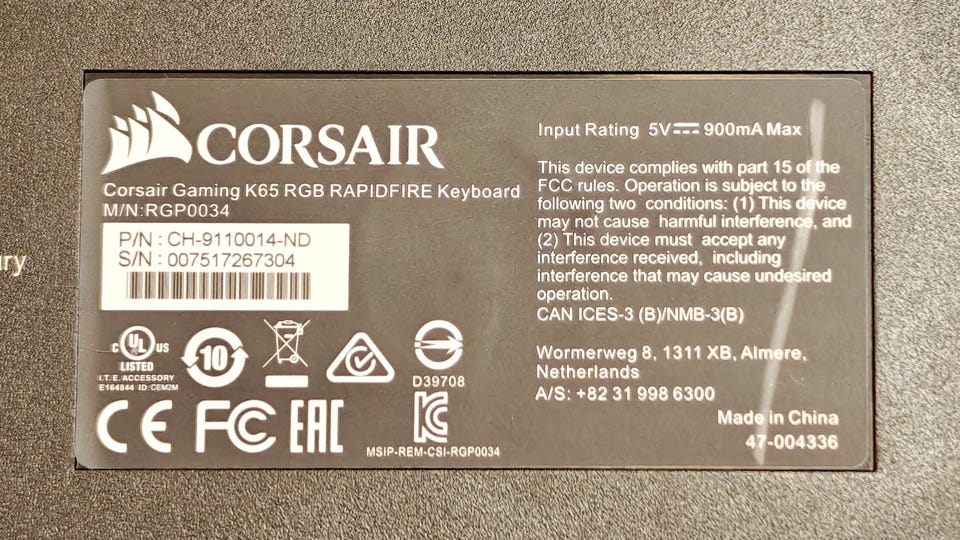 CORSAIR
Corsair Gaming K65 RGB RAPIDFIRE Keyboard
M/N:RGP0034
P/N : CH-9110014-ND
S/N : 007517267304
ury
C UL US
LISTED
I.T.E. ACCESSORY
E164844 ID:CEM2M
10
D39708
CE FC EAC
MSIP-REM-CSI-RGP0034
Input Rating 5V 900mA Max
This device complies with part 15 of the
FCC rules. Operation is subject to the
following two conditions: (1) This device
may not cause harmful interference, and
(2) This device must accept any
interference received, including
interference that may cause undesired
operation.
CAN ICES-3 (B)/NMB-3(B)
Wormerweg 8, 1311 XB, Almere,
Netherlands
A/S: +82 31 998 6300
Made in China
47-004336